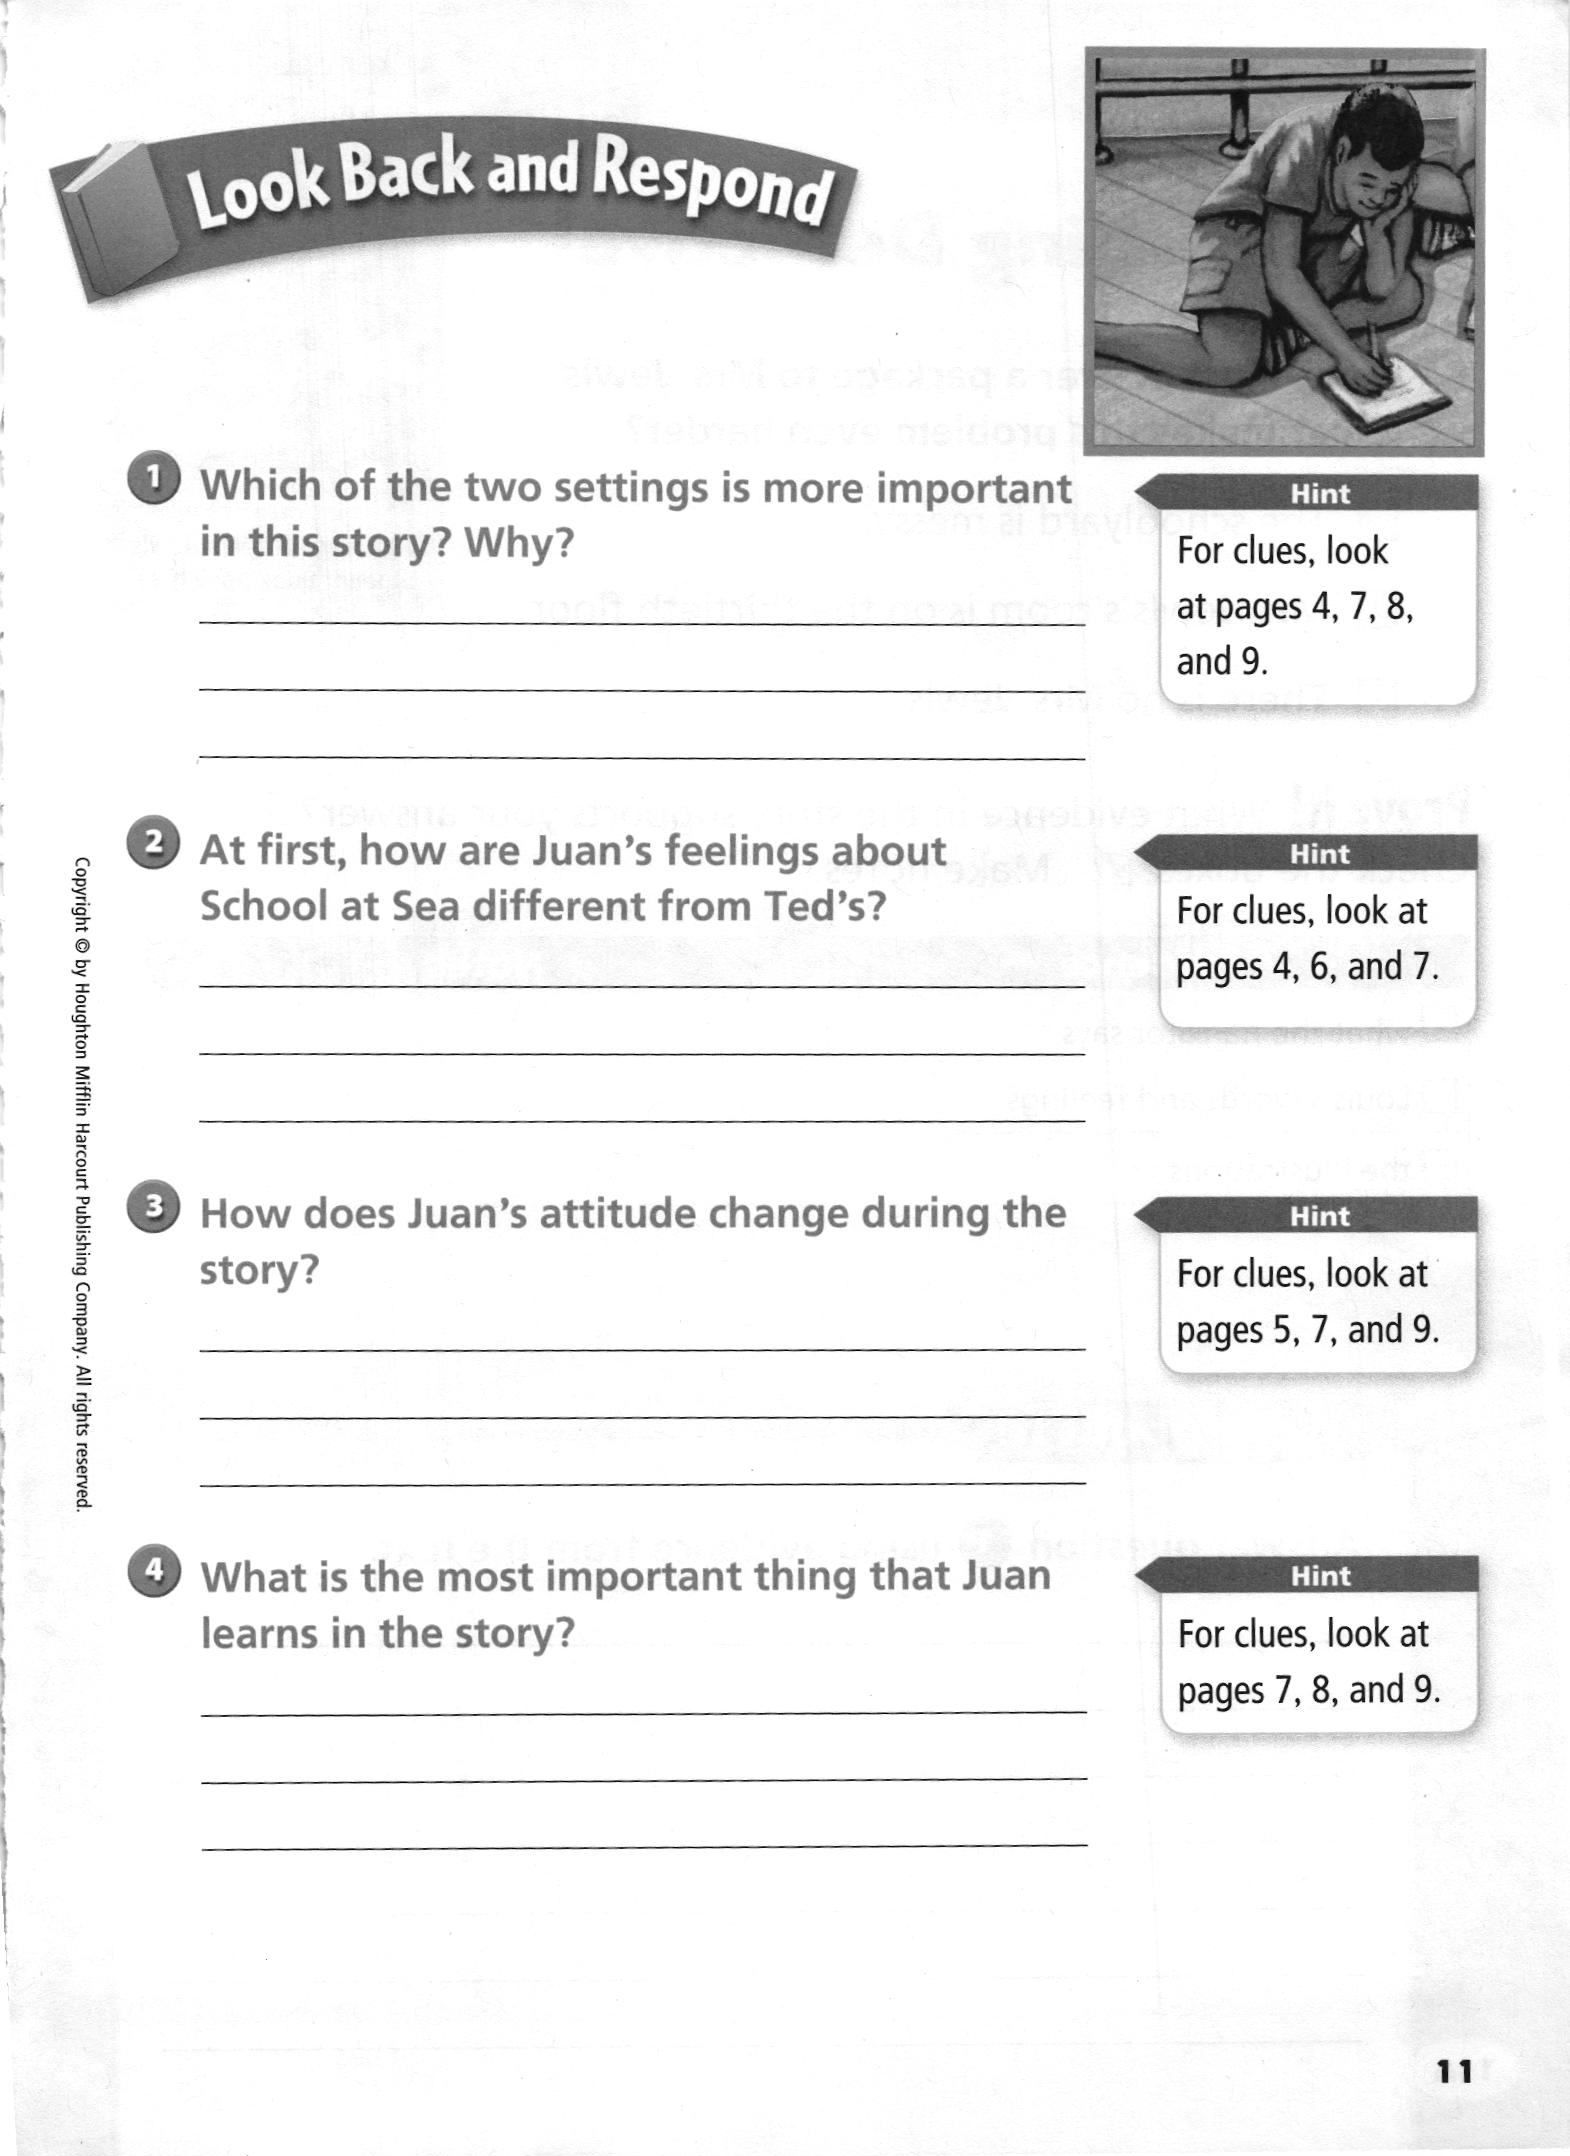 Look Back and Respond
1 Which of the two settings is more important
in this story? Why?
Hint
For clues, look
at pages 4, 7, 8,
and 9.
2 At first, how are Juan's feelings about
School at Sea different from Ted's?
Hint
For clues, look at
pages 4, 6, and 7.
3 How does Juan's attitude change during the
story?
Hint
For clues, look at
pages 5, 7, and 9.
4 What is the most important thing that Juan
learns in the story?
Hint
For clues, look at
pages 7, 8, and 9.
Copyright © by Houghton Mifflin Harcourt Publishing Company. All rights reserved.
11